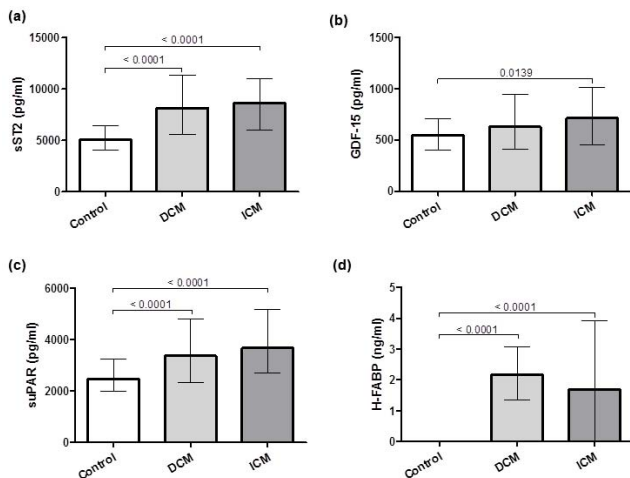 (a)
sST2 (pg/ml)
15000
10000
5000
0
< 0.0001
< 0.0001
Control
DCM
ICM
(b)
GDF-15 (pg/ml)
1500
1000
500
0
0.0139
Control
DCM
ICM
(c)
suPAR (pg/ml)
6000
4000
2000
0
< 0.0001
< 0.0001
Control
DCM
ICM
(d)
H-FABP (ng/ml)
5
4
3
2
1
0
< 0.0001
< 0.0001
Control
DCM
ICM